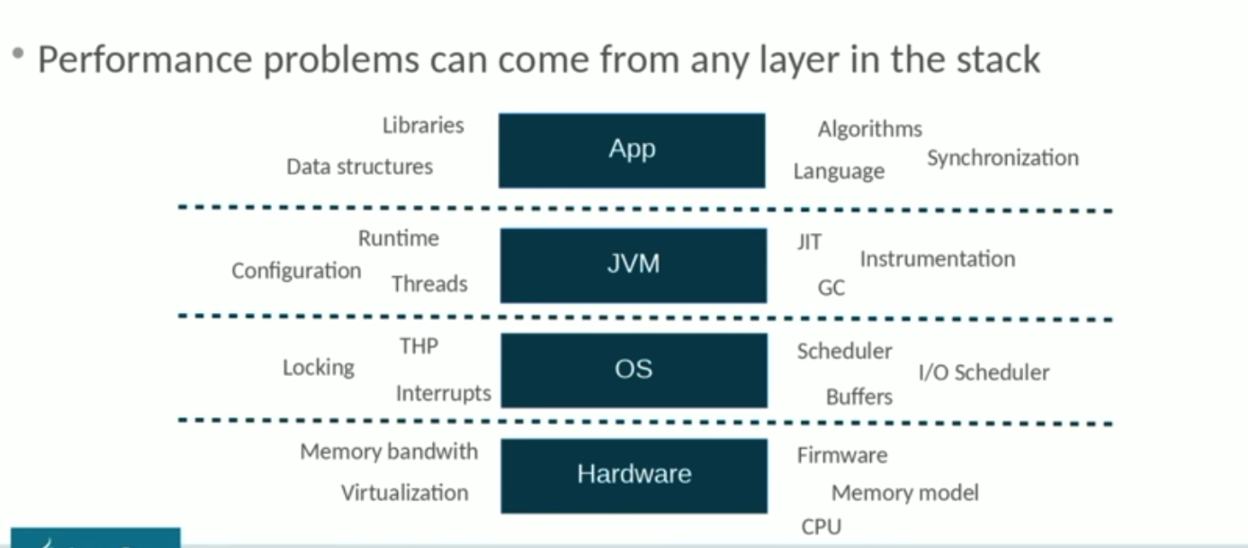 • Performance problems can come from any layer in the stack
Libraries
Data structures
App
Algorithms
Synchronization
Language
Runtime
Configuration
Threads
JVM
JIT
Instrumentation
GC
THP
Locking
Interrupts
OS
Scheduler
I/O Scheduler
Buffers
Memory bandwith
Virtualization
Hardware
Firmware
Memory model
CPU